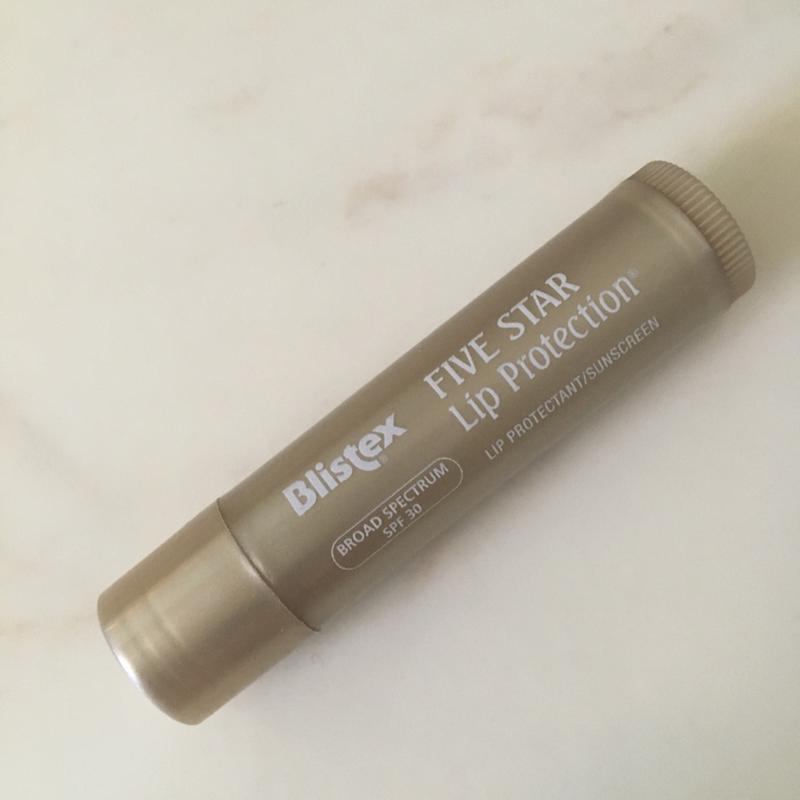 Blistex®
FIVE STAR
Lip Protection®
BROAD SPECTRUM
SPF 30
LIP PROTECTANT/SUNSCREEN